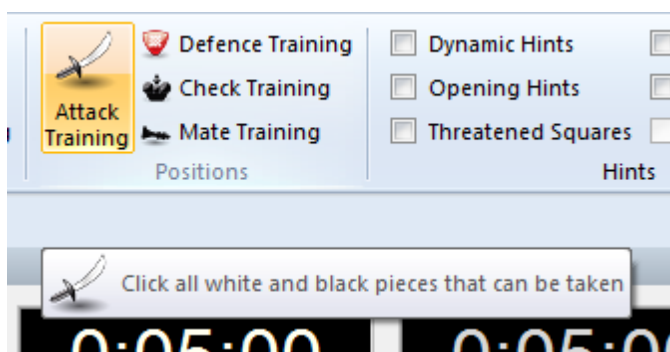 Attack
Training
Defence Training
Check Training
Mate Training
Positions
Dynamic Hints
Opening Hints
Threatened Squares
Hints
Click all white and black pieces that can be taken
0:05:00
0:05:0